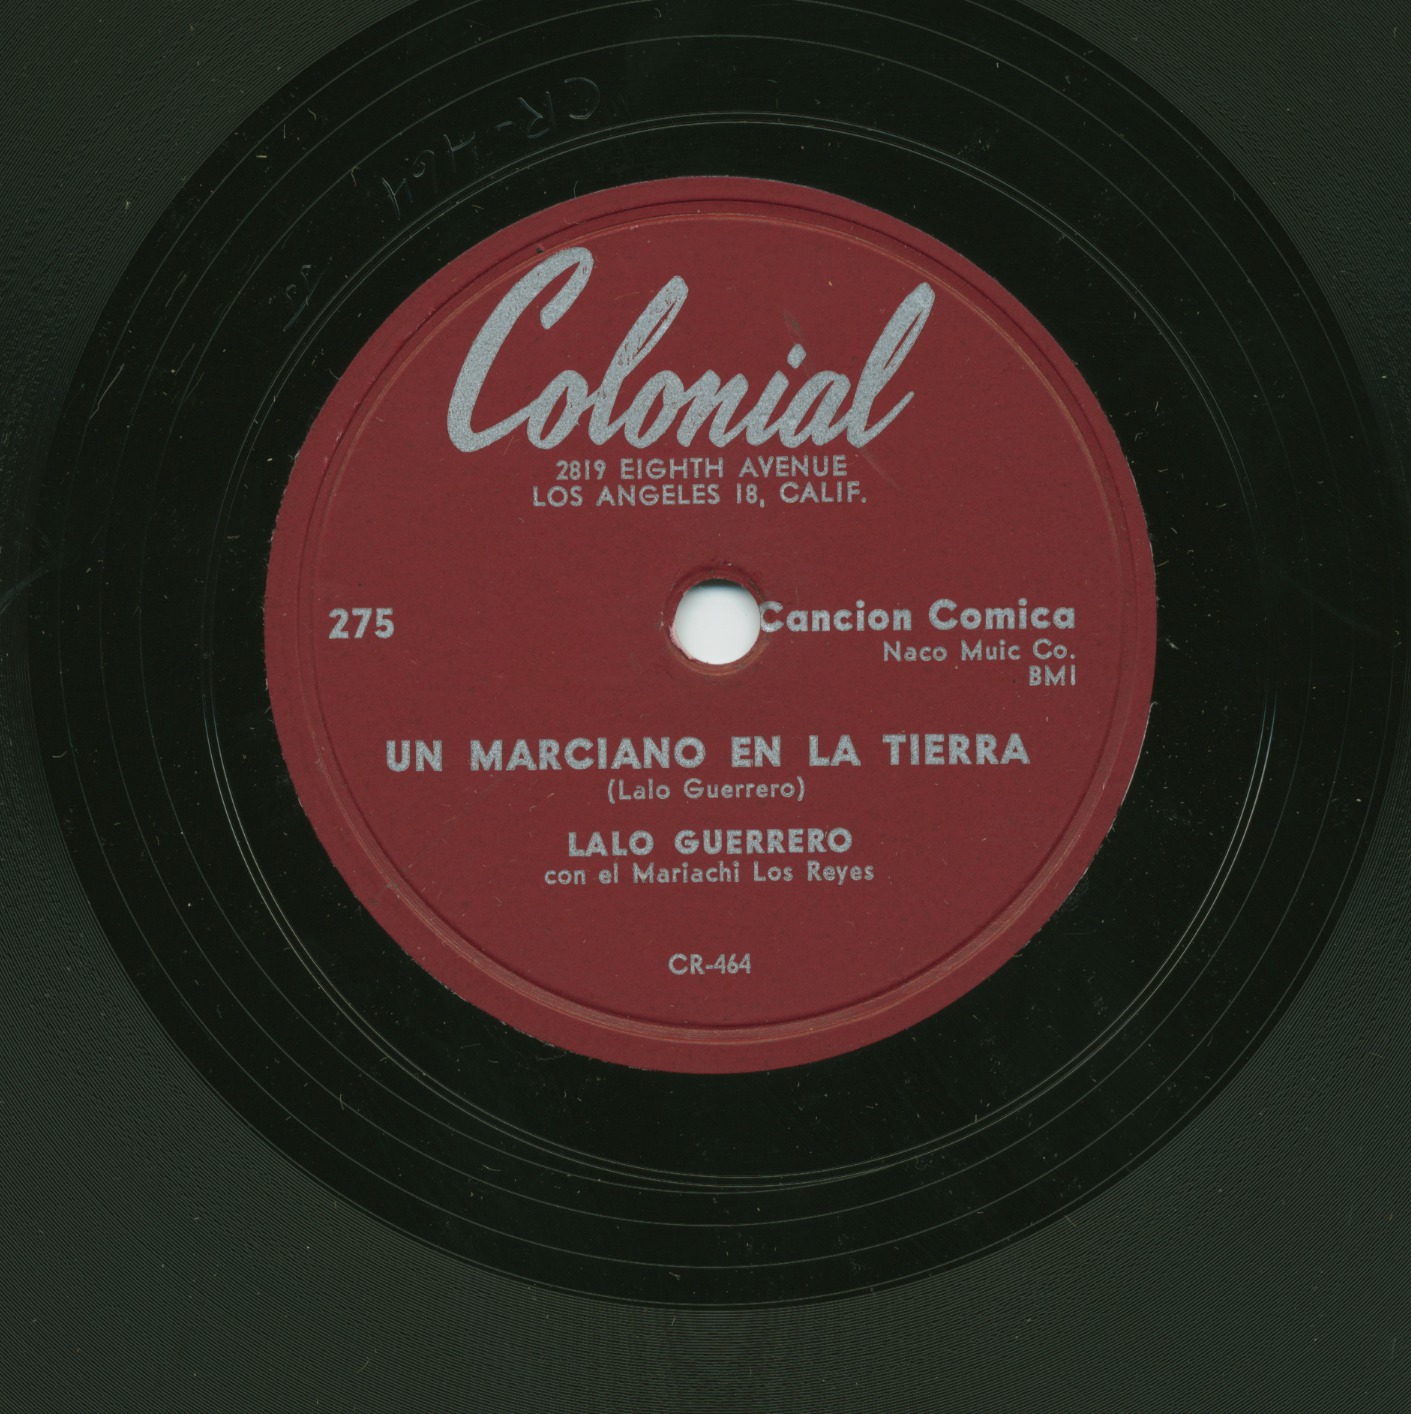 CR-464
Colonial
2819 EIGHTH AVENUE
LOS ANGELES 18, CALIF.
275
Cancion Comica
Naco Muic Co.
BMI
UN MARCIANO EN LA TIERRA
(Lalo Guerrero)
LALO GUERRERO
con el Mariachi Los Reyes
CR-464